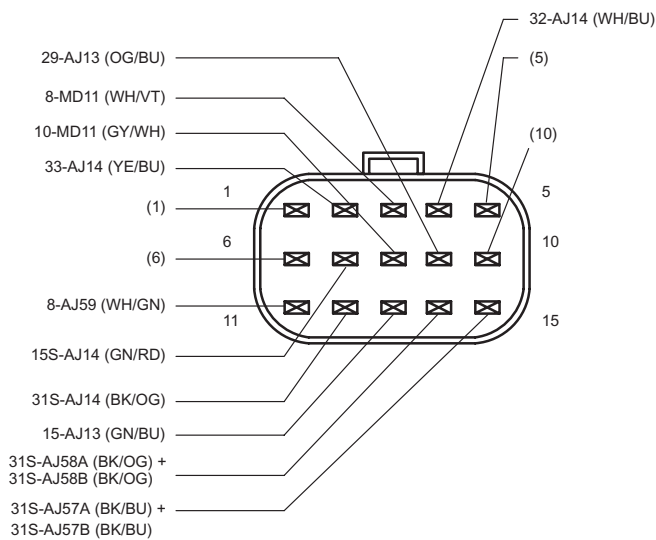 32-AJ14 (WH/BU)
29-AJ13 (OG/BU)
(5)
8-MD11 (WH/VT)
10-MD11 (GY/WH)
(10)
33-AJ14 (YE/BU)
1
5
(1)
6
10
(6)
8-AJ59 (WH/GN)
11
15
15S-AJ14 (GN/RD)
31S-AJ14 (BK/OG)
15-AJ13 (GN/BU)
31S-AJ58A (BK/OG) +
31S-AJ58B (BK/OG)
31S-AJ57A (BK/BU) +
31S-AJ57B (BK/BU)